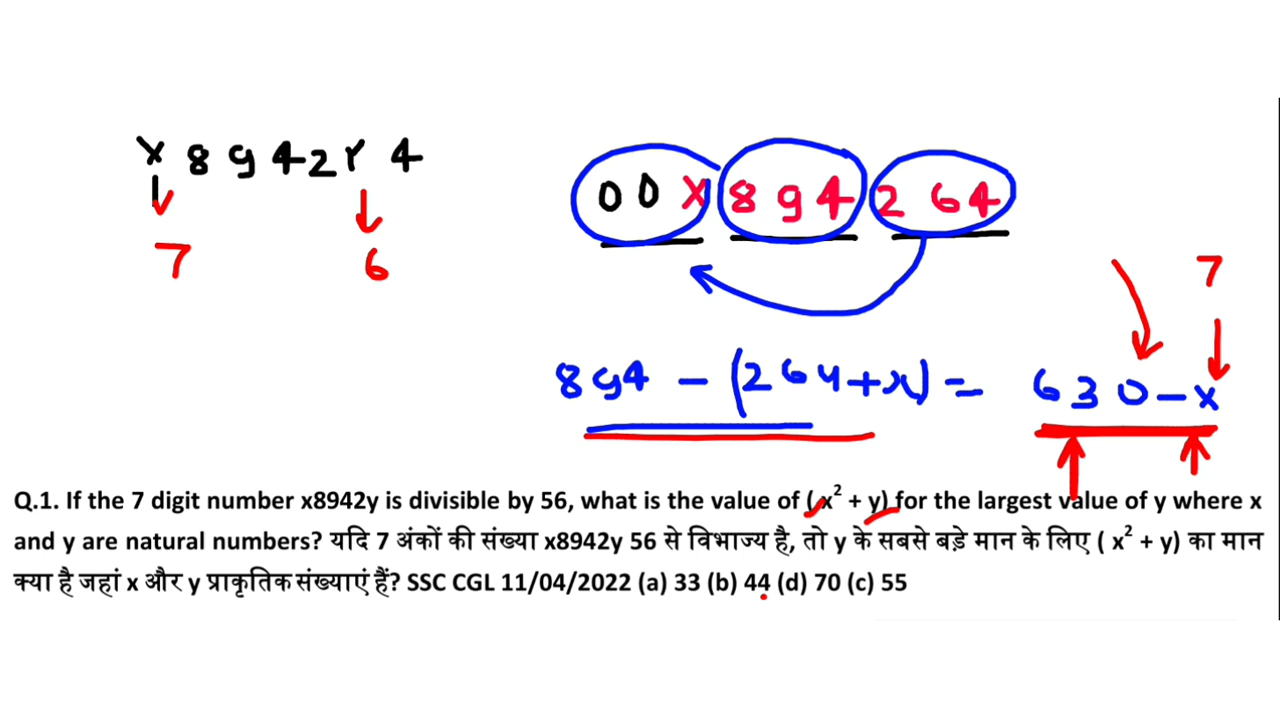 x 8 9 4 2 Y 4
7 6
0 0 x 8 9 4 2 6 4
7
894 - (264+x) = 630-x
Q.1. If the 7 digit number x8942y is divisible by 56, what is the value of ( x² + y) for the largest value of y where x
and y are natural numbers? यदि 7 अंकों की संख्या x8942y 56 से विभाज्य है, तो y के सबसे बड़े मान के लिए ( x² + y) का मान
क्या है जहां x और y प्राकृतिक संख्याएं हैं? SSC CGL 11/04/2022 (a) 33 (b) 44 (d) 70 (c) 55